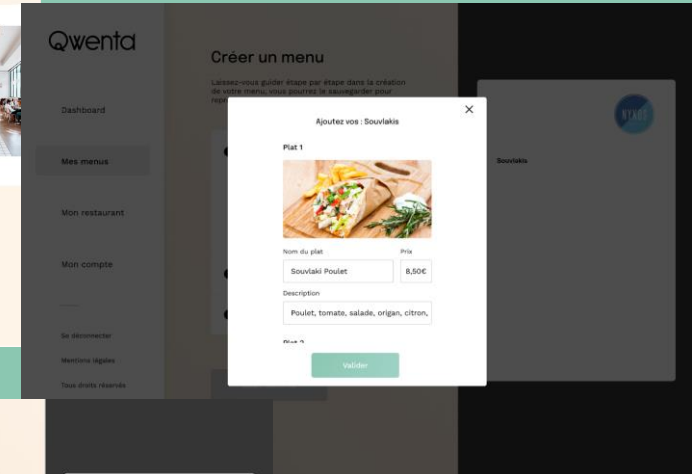 Qwenta
Dashboard
Mes menus
Mon restaurant
Mon compte
Se déconnecter
Mentions légales
Tous droits réservés
Créer un menu
Laissez-vous guider étape par étape dans la création
de votre menu, vous pourrez le sauvegarder pour
Ajoutez vos : Souvlakis
Plat 1
Nom du plat
Prix
Souvlaki Poulet
8,50€
Description
Poulet, tomate, salade, origan, citron,
Plat 2
Valider
Souvlakis